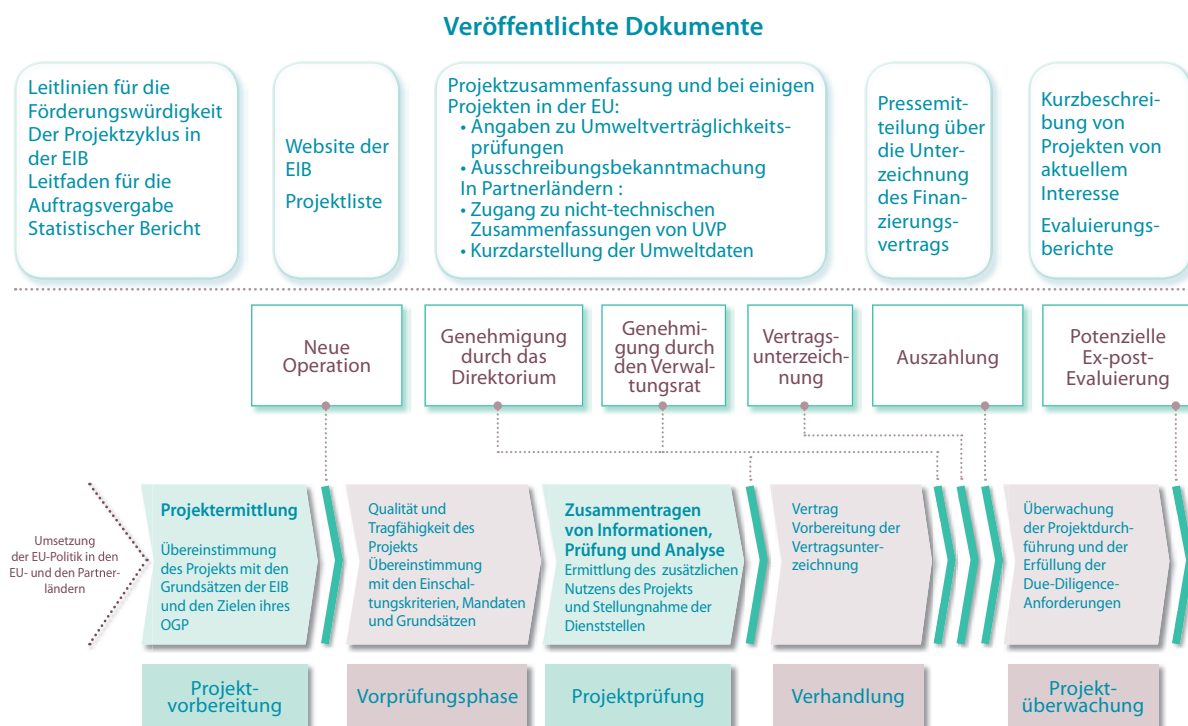 Veröffentlichte Dokumente
Leitlinien für die
Förderungswürdigkeit
Der Projektzyklus in
der EIB
Leitfaden für die
Auftragsvergabe
Statistischer Bericht
Website der
EIB
Projektliste
Projektzusammenfassung und bei einigen
Projekten in der EU:
• Angaben zu Umweltverträglichkeits-
prüfungen
• Ausschreibungsbekanntmachung
In Partnerländern :
• Zugang zu nicht-technischen
Zusammenfassungen von UVP
• Kurzdarstellung der Umweltdaten
Pressemit-
teilung über
die Unter-
zeichnung
des Finan-
zierungs-
vertrags
Kurzbeschrei-
bung von
Projekten von
aktuellem
Interesse
Evaluierungs-
berichte
Neue
Operation
Genehmigung
durch das
Direktorium
Genehmi-
gung durch
den Verwal-
tungsrat
Vertrags-
unterzeich-
nung
Auszahlung
Potenzielle
Ex-post-
Evaluierung
Umsetzung
der EU-Politik in den
EU- und den Partner-
ländern
Projektermittlung
Übereinstimmung
des Projekts mit den
Grundsätzen der EIB
und den Zielen ihres
OGP
Qualität und
Tragfähigkeit des
Projekts
Übereinstimmung
mit den Einschal-
tungskriterien, Mandaten
und Grundsätzen
Zusammentragen
von Informationen,
Prüfung und Analyse
Ermittlung des zusätzlichen
Nutzens des Projekts
und Stellungnahme der
Dienststellen
Vertrag
Vorbereitung der
Vertragsunter-
zeichnung
Überwachung
der Projektdurch-
führung und der
Erfüllung der
Due-Diligence-
Anforderungen
Projekt-
vorbereitung
Vorprüfungsphase
Projektprüfung
Verhandlung
Projekt-
überwachung